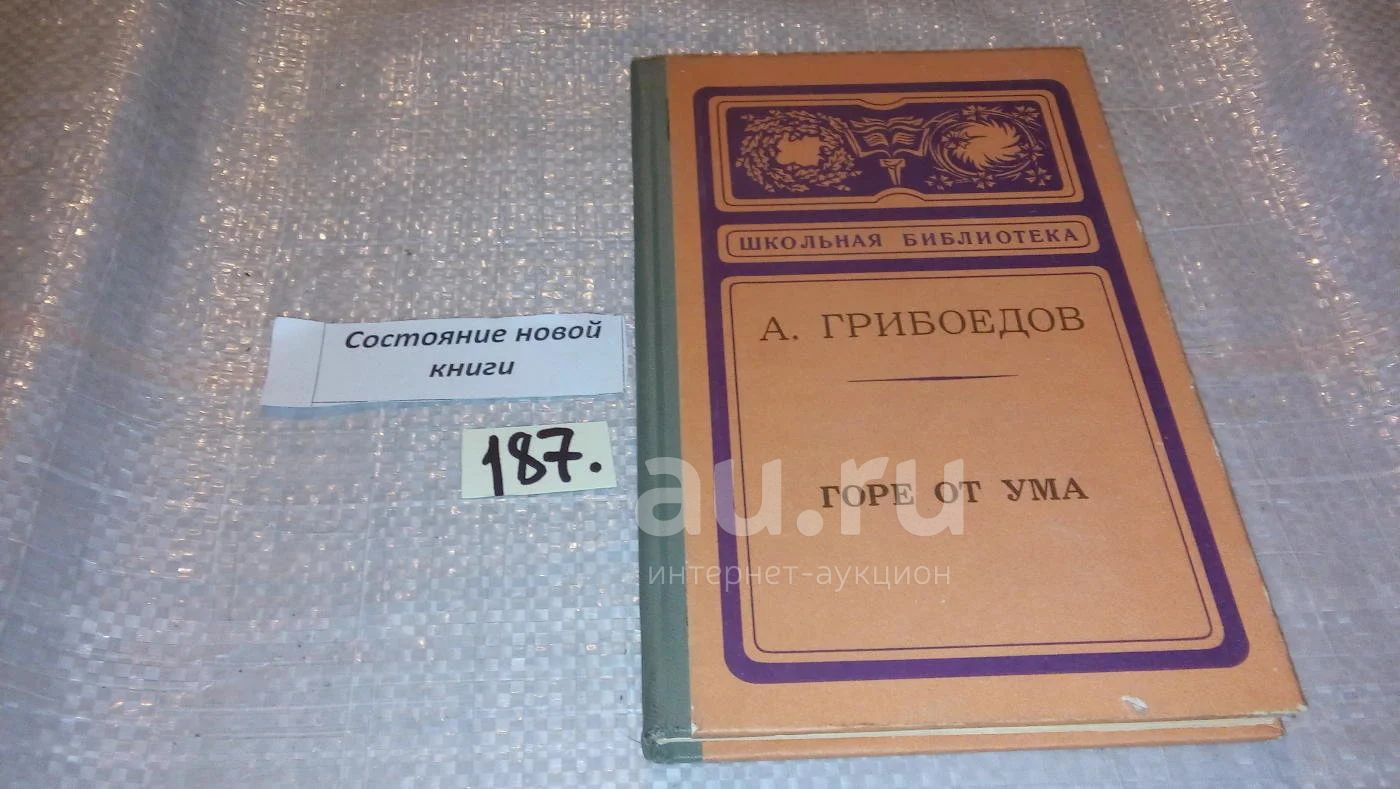 ШКОЛЬНАЯ БИБЛИОТЕКА
А. ГРИБОЕДОВ
ГОРЕ ОТ УМА
Состояние новой
книги
187.
au.ru
интернет-аукцион